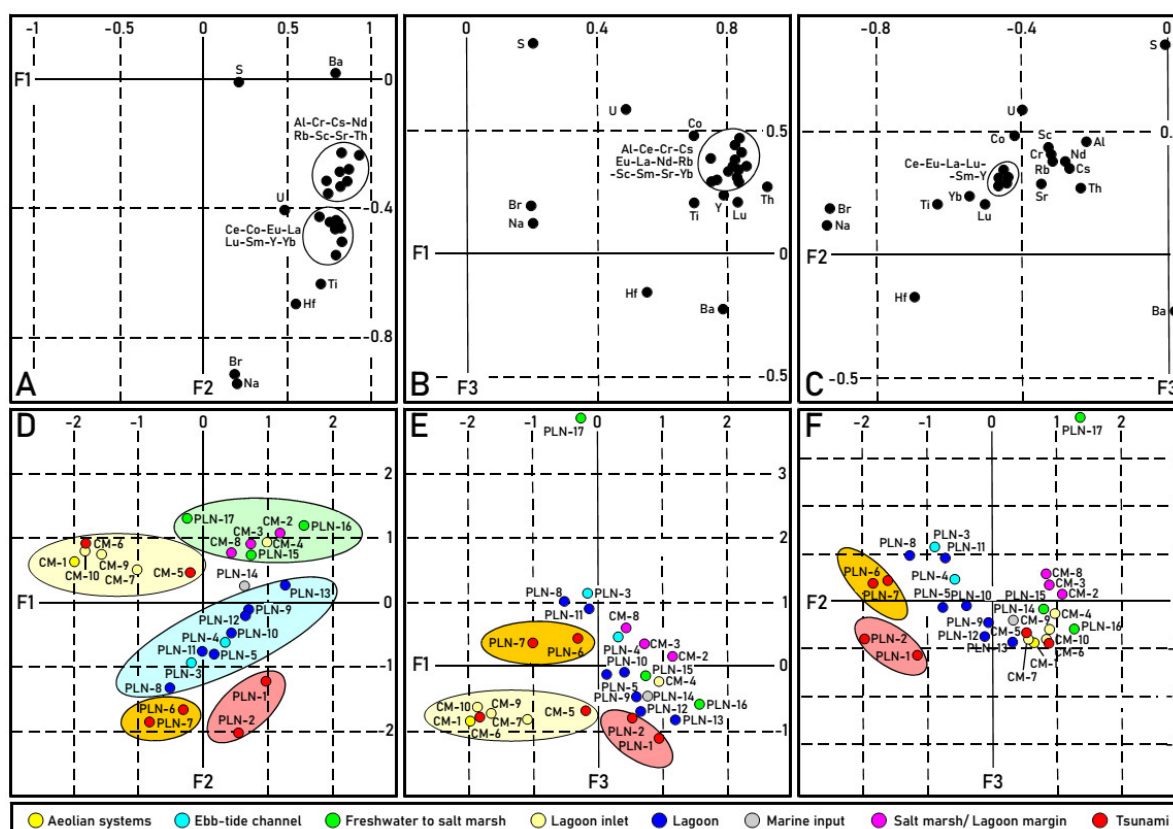 -1
0
0.5
1
F1
0
S
Ba
Al-Cr-Cs-Nd
Rb-Sc-Sr-Th
U
-0.4
Ce-Co-Eu-La
Lu-Sm-Y-Yb
Ti
Hf
-0.8
Br
Na
A
F2
0
0.4
0.8
B
S
U
Co
0.5
Al-Ce-Cr-Cs
Eu-La-Nd-Rb
-Sc-Sm-Sr-Yb
Br
Na
Y
Ti
Lu
Th
F1
0
Hf
Ba
-0.5
F3
-0.8
-0.4
0
C
S
U
Co
Sc
Al
Cr
Nd
Ce-Eu-La-Lu-
-Sm-Y
Rb
Cs
Yb
Sr
Th
Br
Ti
Lu
Na
F2
Hf
Ba
-0.5
F3
D
-2
-1
0
1
2
2
PLN-17
CM-2
PLN-16
1
CM-3
CM-8
CM-4
PLN-15
CM-6
CM-1
CM-9
CM-10
CM-7
CM-5
PLN-14
PLN-13
F1
0
PLN-9
PLN-12
PLN-4
PLN-10
PLN-11
PLN-5
-1
PLN-3
PLN-8
PLN-1
PLN-6
PLN-7
PLN-2
-2
F2
E
-2
-1
0
1
2
PLN-17
3
2
PLN-3
PLN-8
1
PLN-11
CM-8
PLN-7
PLN-6
PLN-4
CM-3
PLN-10
CM-2
F1
0
PLN-15
PLN-5
CM-4
CM-10
CM-9
PLN-9
PLN-14
PLN-16
CM-1
CM-7
CM-5
PLN-12
CM-6
PLN-2
PLN-13
-1
PLN-1
F3
F
-2
-1
0
1
2
PLN-17
PLN-3
PLN-8
PLN-11
PLN-6
PLN-4
CM-8
PLN-7
CM-3
CM-2
F2
PLN-5
PLN-10
PLN-15
PLN-14
CM-4
PLN-2
PLN-9
CM-9
PLN-16
PLN-12
CM-5
CM-10
PLN-1
PLN-13
CM-1
CM-6
CM-7
F3
Aeolian systems
Ebb-tide channel
Freshwater to salt marsh
Lagoon inlet
Lagoon
Marine input
Salt marsh/ Lagoon margin
Tsunami